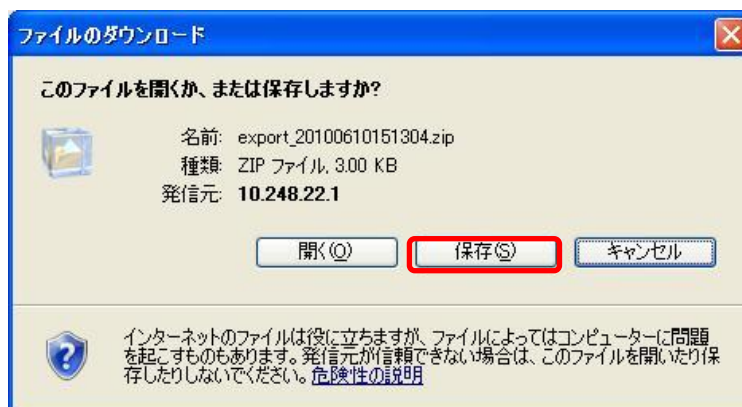 ファイルのダウンロード
このファイルを開くか、または保存しますか?
名前: export_20100610151304.zip
種類: ZIP ファイル, 3.00 KB
発信元: 10.248.22.1
開く(O) 保存(S) キャンセル
インターネットのファイルは役に立ちますが、ファイルによってはコンピューターに問題
を起こすものもあります。発信元が信頼できない場合は、このファイルを開いたり保
存したりしないでください。危険性の説明